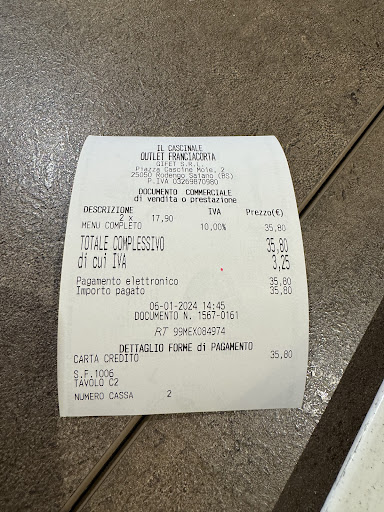 IL CASCINALE
OUTLET FRANCIACORTA
GIFET S.R.L.
Piazza Cascine Mole, 2
25050 Rodengo Saiano (BS)
P.IVA 03269870980
DOCUMENTO COMMERCIALE
di vendita o prestazione
DESCRIZIONE IVA Prezzo(€)
2 x 17,90
MENU COMPLETO 10,00% 35,80
TOTALE COMPLESSIVO 35,80
di cui IVA 3,25
Pagamento elettronico 35,80
Importo pagato 35,80
06-01-2024 14:45
DOCUMENTO N. 1567-0161
RT 99MEX084974
DETTAGLIO FORME di PAGAMENTO
CARTA CREDITO 35,80
S.F.1006
TAVOLO C2
NUMERO CASSA 2